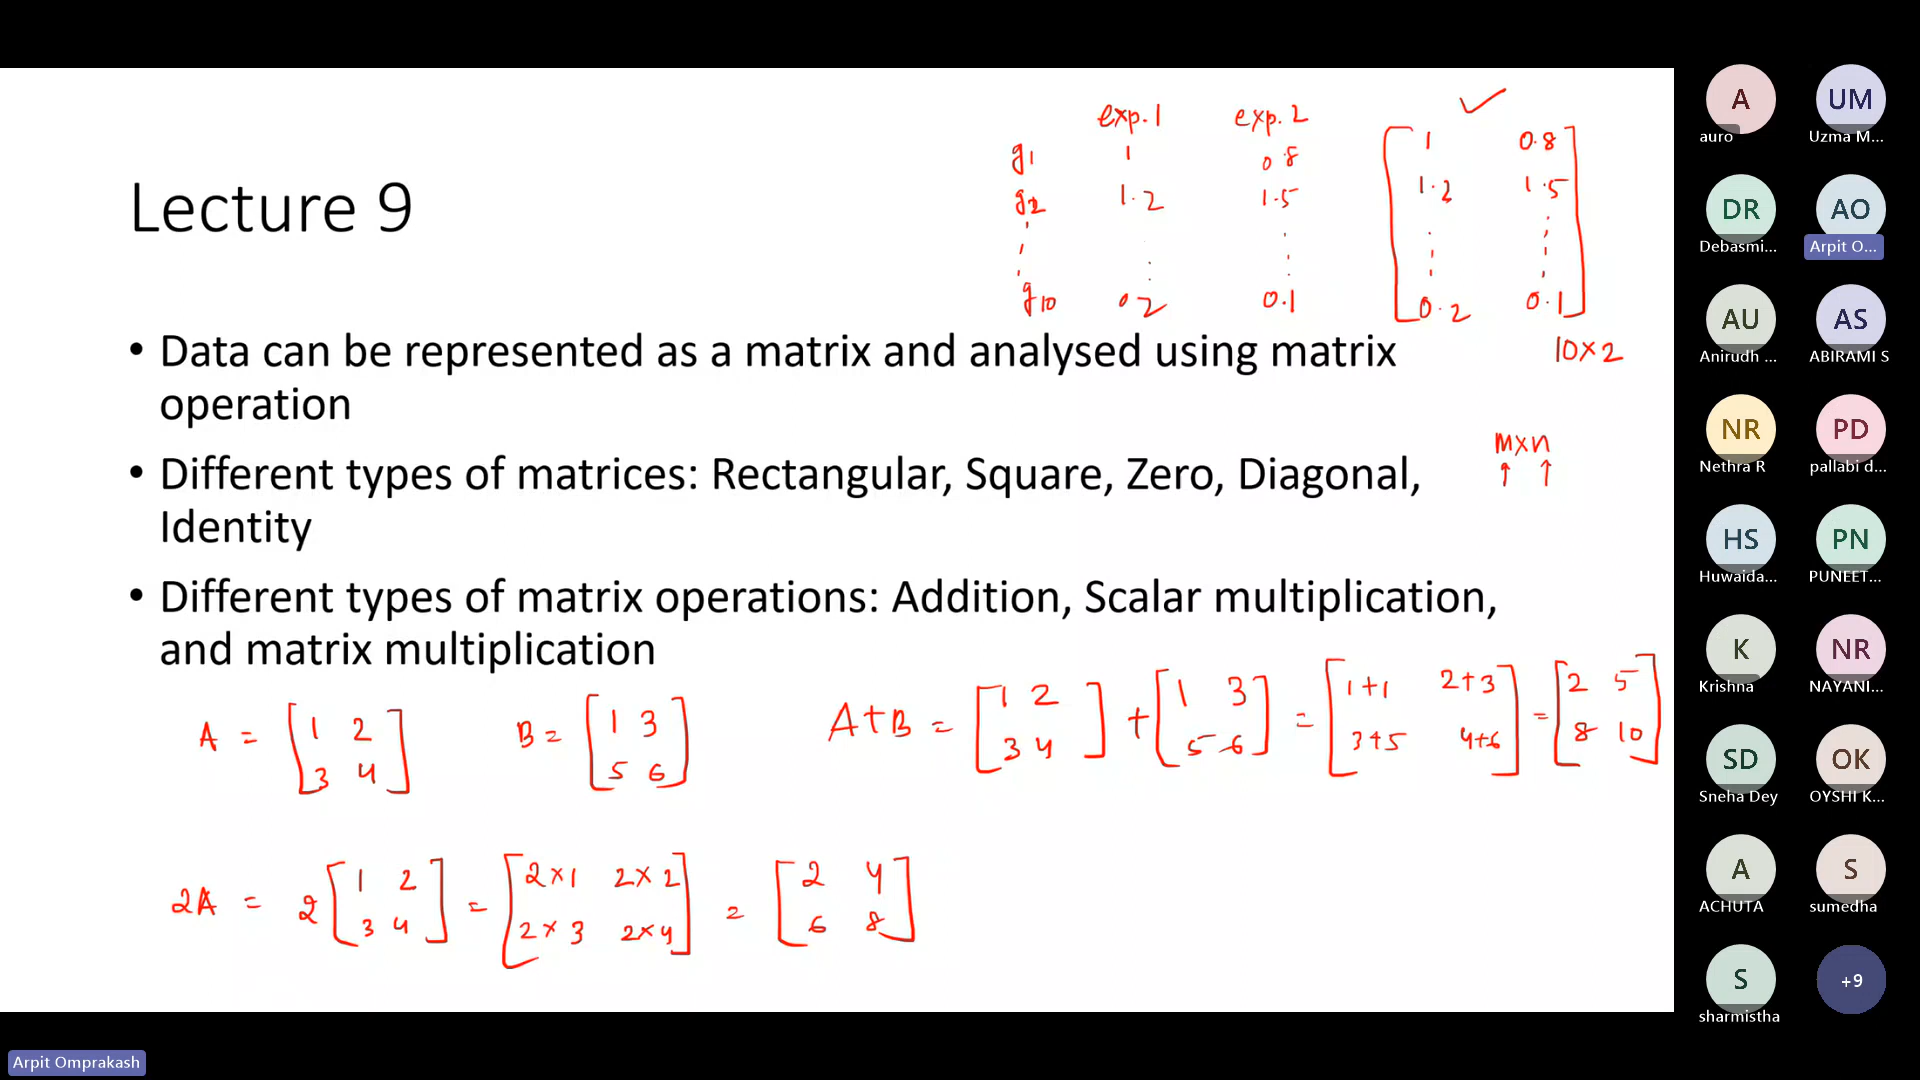 exp.1 exp.2
g1 1 0.8
g2 1.2 1.5
g10 0.2 0.1
1 0.8
1.2 1.5
0.2 0.1
10×2
Lecture 9
• Data can be represented as a matrix and analysed using matrix
operation
m×n
↑ ↑
• Different types of matrices: Rectangular, Square, Zero, Diagonal,
Identity
• Different types of matrix operations: Addition, Scalar multiplication,
and matrix multiplication
A = [1 2
3 4]
B = [1 3
5 6]
A+B = [1 2
3 4] + [1 3
5 6] = [1+1 2+3
3+5 4+6] = [2 5
8 10]
2A = 2 [1 2
3 4] = [2×1 2×2
2×3 2×4] = [2 4
6 8]
A UM
auro Uzma M...
DR AO
Debasmi... Arpit O...
AU AS
Anirudh ... ABIRAMI S
NR PD
Nethra R pallabi d...
HS PN
Huwaida... PUNEET...
K NR
Krishna NAYANI...
SD OK
Sneha Dey OYSHI K...
A S
ACHUTA sumedha
S +9
sharmistha
Arpit Omprakash